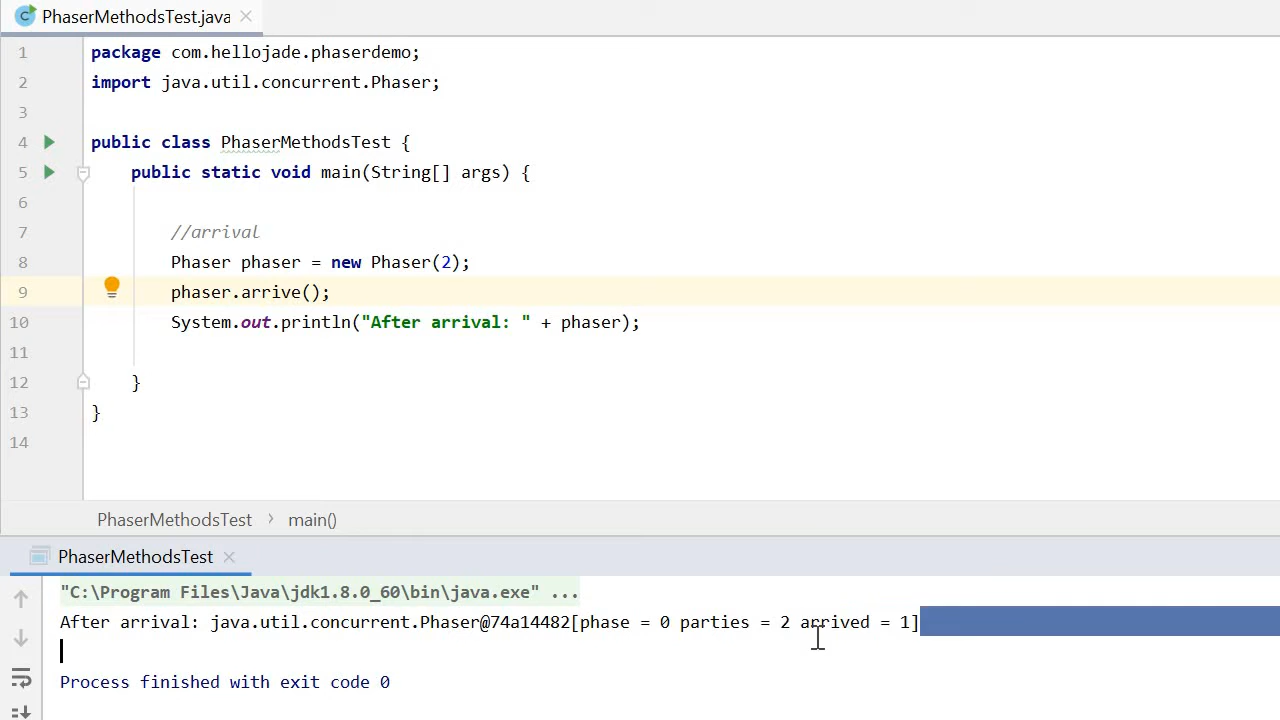 PhaserMethodsTest.java
1 package com.hellojade.phaserdemo;
2 import java.util.concurrent.Phaser;
3
4 public class PhaserMethodsTest {
5 public static void main(String[] args) {
6
7 //arrival
8 Phaser phaser = new Phaser(2);
9 phaser.arrive();
10 System.out.println("After arrival: " + phaser);
11
12 }
13 }
14
PhaserMethodsTest › main()
PhaserMethodsTest
"C:\Program Files\Java\jdk1.8.0_60\bin\java.exe" ...
After arrival: java.util.concurrent.Phaser@74a14482[phase = 0 parties = 2 arrived = 1]
Process finished with exit code 0